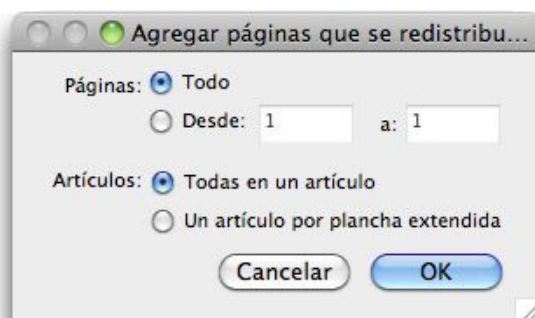 Agregar páginas que se redistribu...
Páginas: Todo
Desde: 1 a: 1
Artículos: Todas en un artículo
Un artículo por plancha extendida
Cancelar OK